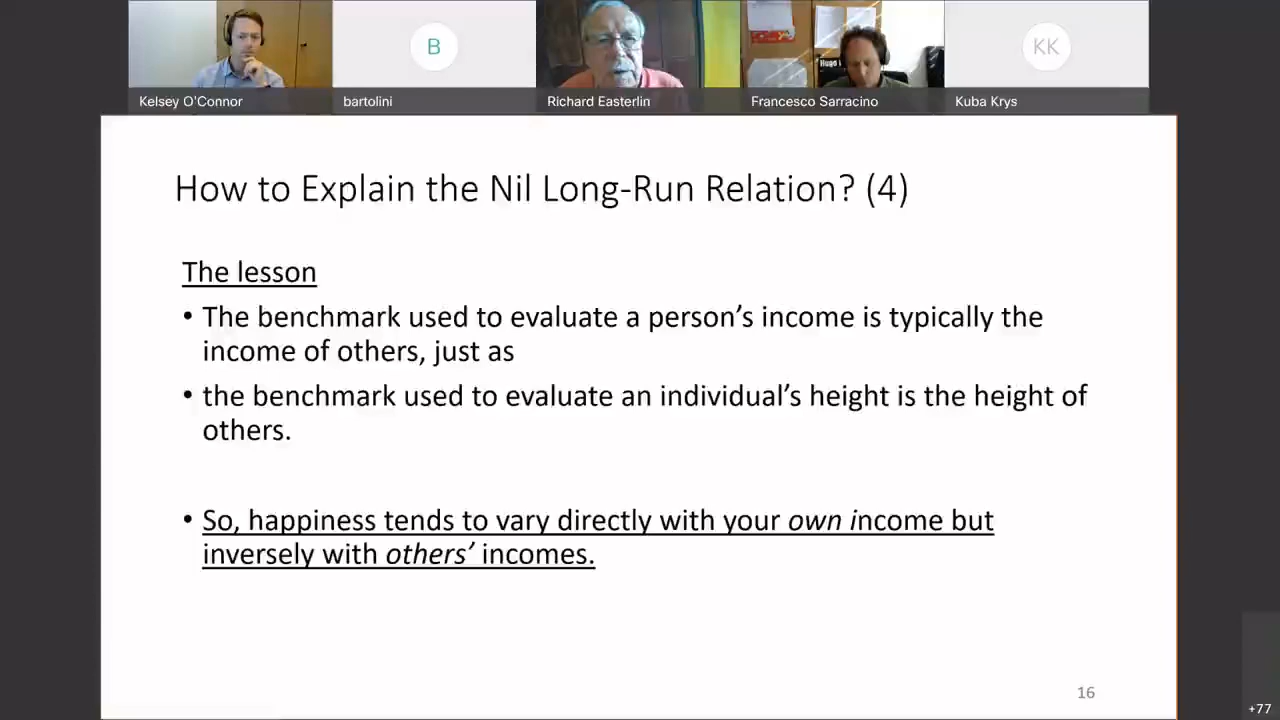 B
KK
Kelsey O'Connor
bartolini
Richard Easterlin
Francesco Sarracino
Kuba Krys
How to Explain the Nil Long-Run Relation? (4)
The lesson
• The benchmark used to evaluate a person's income is typically the
income of others, just as
• the benchmark used to evaluate an individual's height is the height of
others.
• So, happiness tends to vary directly with your own income but
inversely with others' incomes.
16
+77